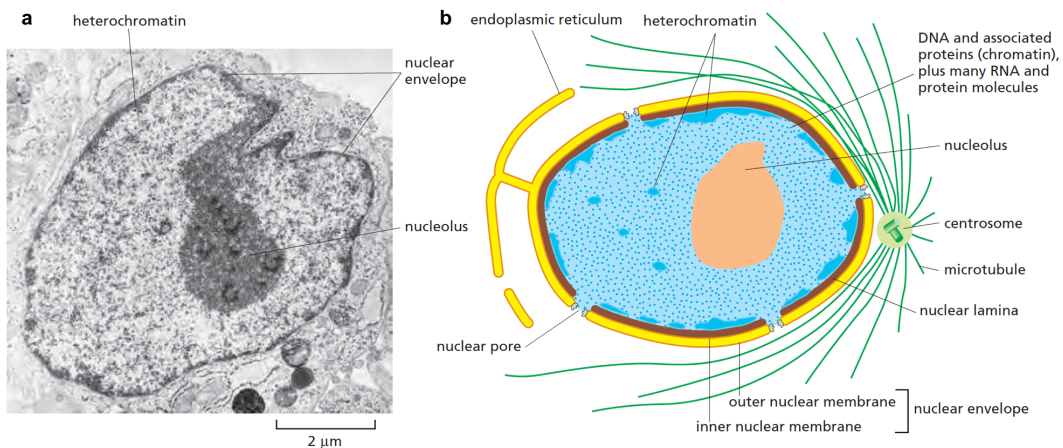 a
heterochromatin
nuclear
envelope
nucleolus
2 μm
b
endoplasmic reticulum
heterochromatin
DNA and associated
proteins (chromatin),
plus many RNA and
protein molecules
nucleolus
centrosome
microtubule
nuclear lamina
nuclear pore
outer nuclear membrane
inner nuclear membrane
nuclear envelope